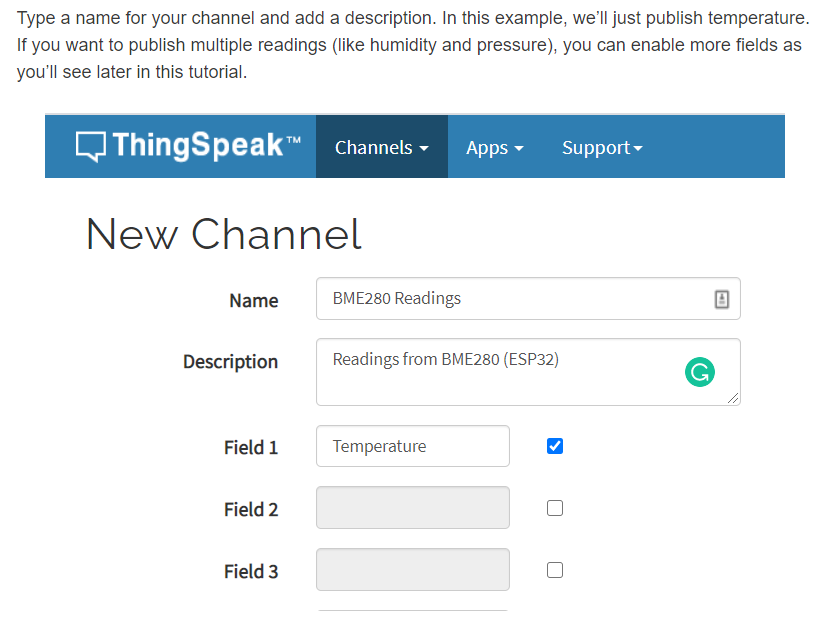 Type a name for your channel and add a description. In this example, we'll just publish temperature.
If you want to publish multiple readings (like humidity and pressure), you can enable more fields as
you'll see later in this tutorial.
ThingSpeak™ Channels Apps Support
New Channel
Name BME280 Readings
Description Readings from BME280 (ESP32)
Field 1 Temperature
Field 2
Field 3